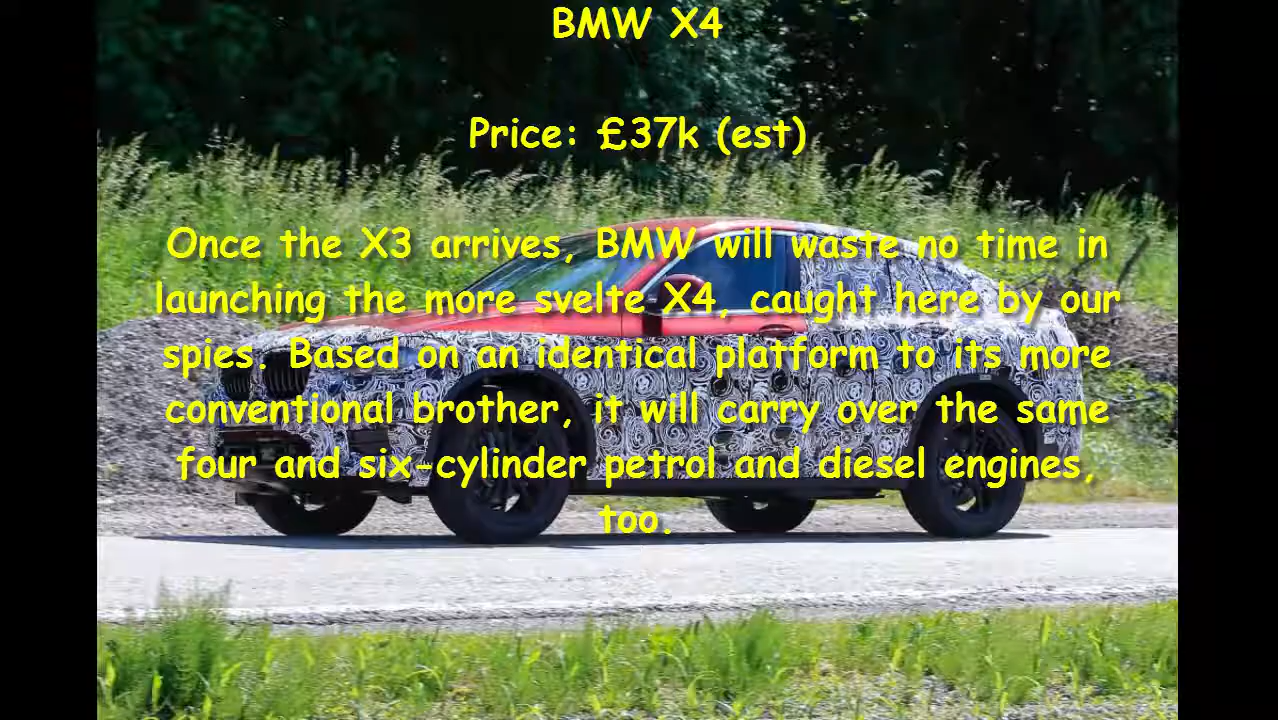 BMW X4
Price: £37k (est)
Once the X3 arrives, BMW will waste no time in
launching the more svelte X4, caught here by our
spies. Based on an identical platform to its more
conventional brother, it will carry over the same
four and six-cylinder petrol and diesel engines,
too.